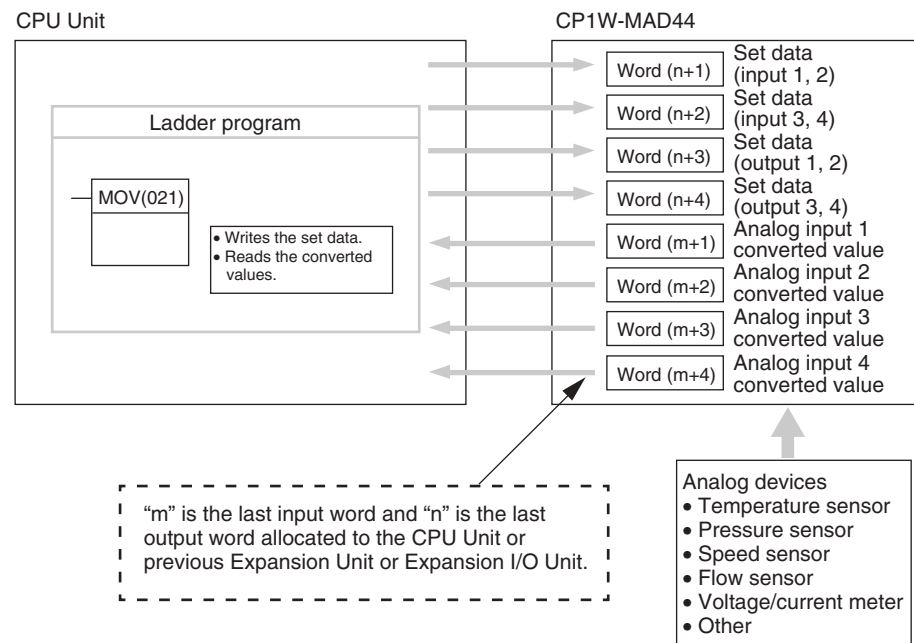 CPU Unit
CP1W-MAD44
Ladder program
MOV(021)
• Writes the set data.
• Reads the converted
values.
Word (n+1)
Set data
(input 1, 2)
Word (n+2)
Set data
(input 3, 4)
Word (n+3)
Set data
(output 1, 2)
Word (n+4)
Set data
(output 3, 4)
Word (m+1)
Analog input 1
converted value
Word (m+2)
Analog input 2
converted value
Word (m+3)
Analog input 3
converted value
Word (m+4)
Analog input 4
converted value
“m” is the last input word and “n” is the last
output word allocated to the CPU Unit or
previous Expansion Unit or Expansion I/O Unit.
Analog devices
• Temperature sensor
• Pressure sensor
• Speed sensor
• Flow sensor
• Voltage/current meter
• Other